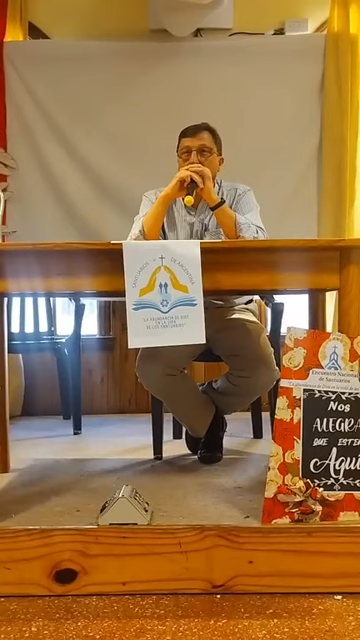 SANTUARIOS DE ARGENTINA
"LA ABUNDANCIA DE DIOS
EN LA VIDA
DE LOS SANTUARIOS"
Encuentro Nacional
de Santuarios
Nos
ALEGRA
QUE ESTÉN
Aquí